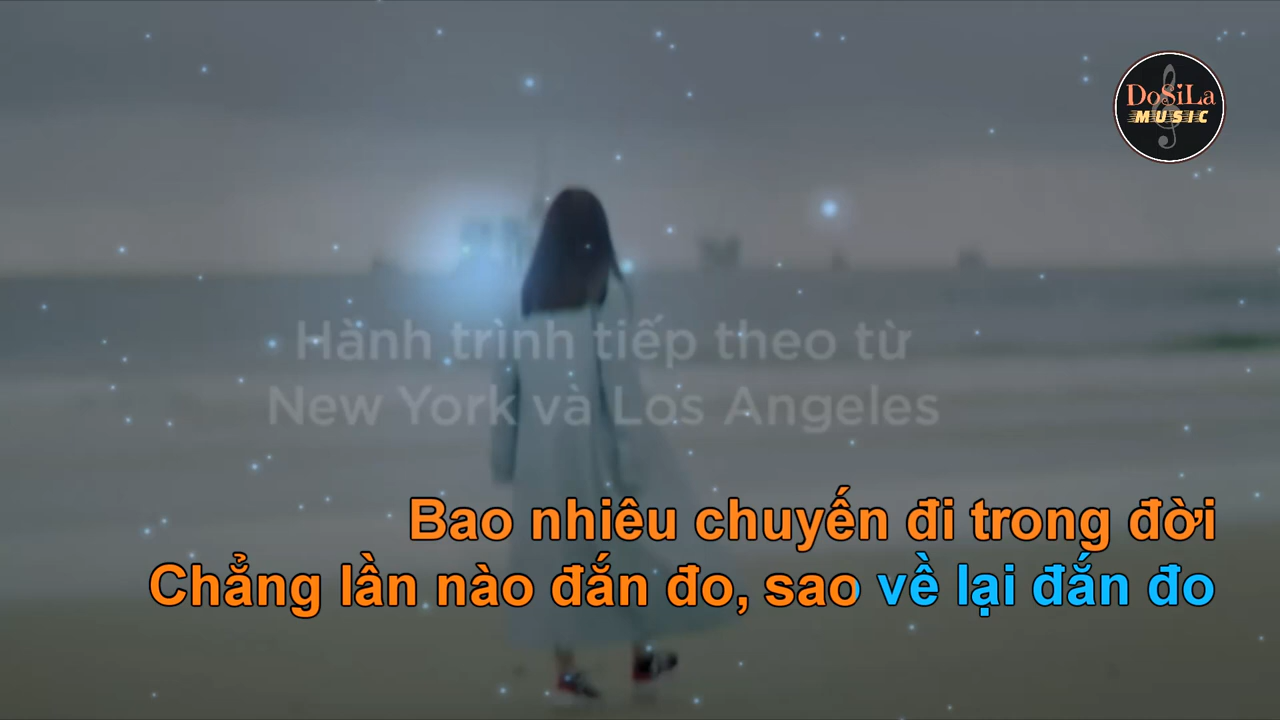 DoSiLa
MUSIC
Hành trình tiếp theo từ
New York và Los Angeles
Bao nhiêu chuyến đi trong đời
Chẳng lần nào đắn đo, sao về lại đắn đo